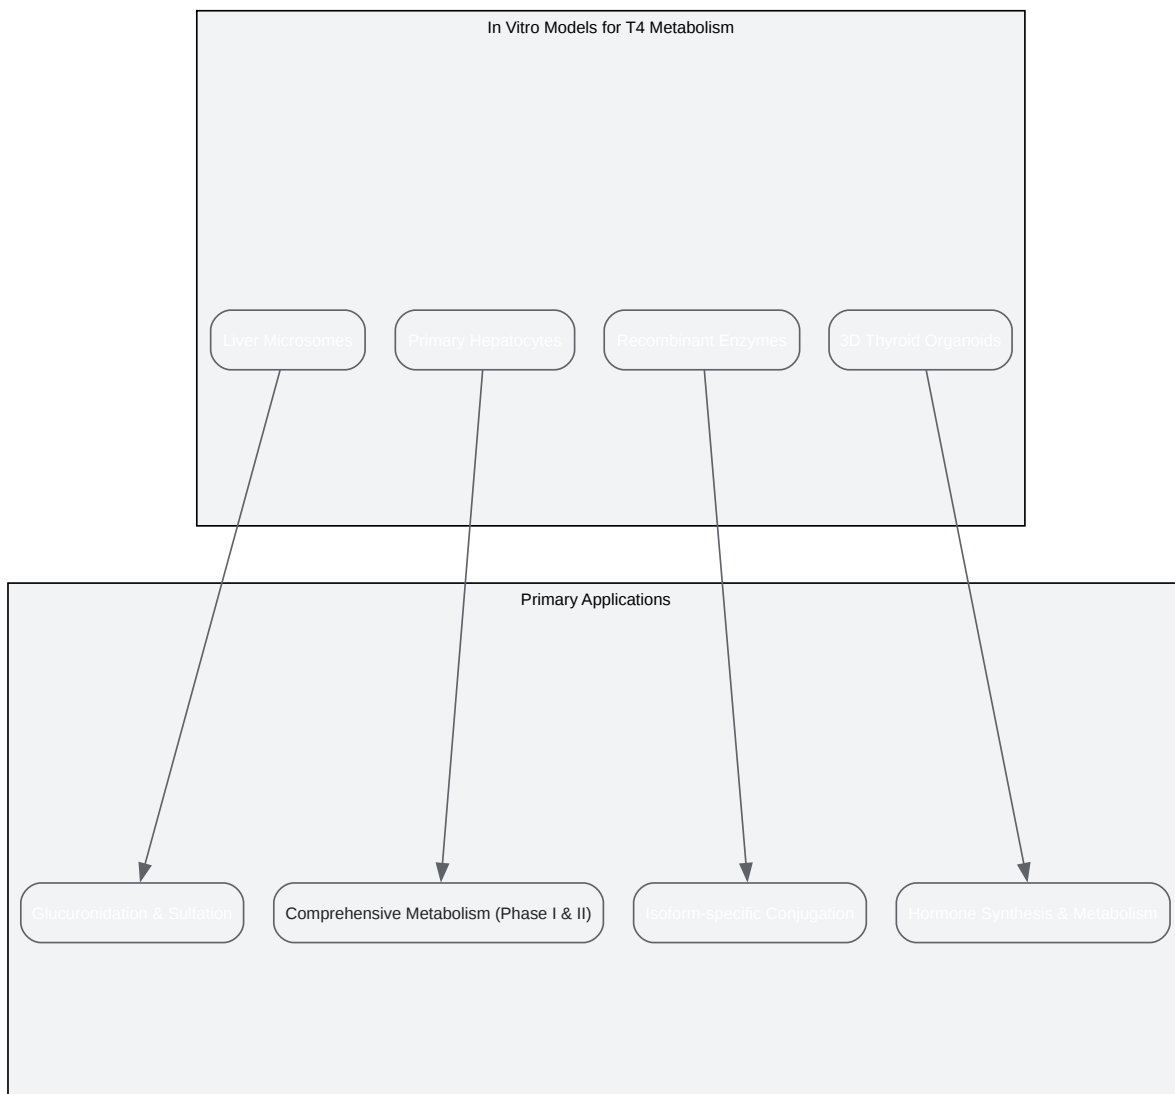 In Vitro Models for T4 Metabolism
Liver Microsomes
Primary Hepatocytes
Recombinant Enzymes
3D Thyroid Organoids
Primary Applications
Glucuronidation & Sulfation
Comprehensive Metabolism (Phase I & II)
Isoform-specific Conjugation
Hormone Synthesis & Metabolism